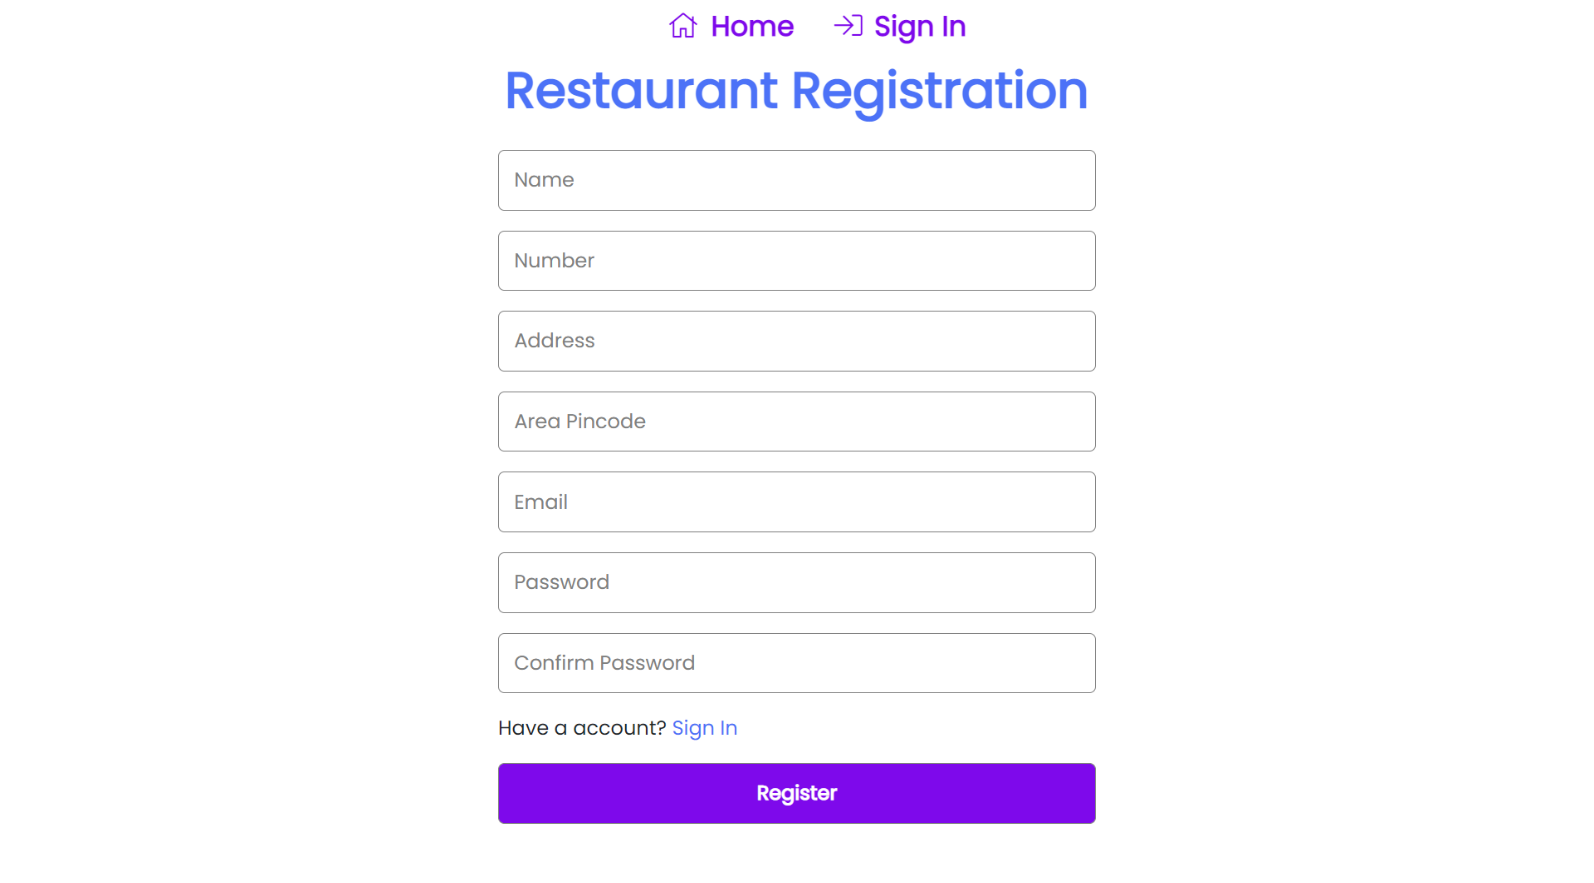 Home Sign In
Restaurant Registration
Name
Number
Address
Area Pincode
Email
Password
Confirm Password
Have a account? Sign In
Register